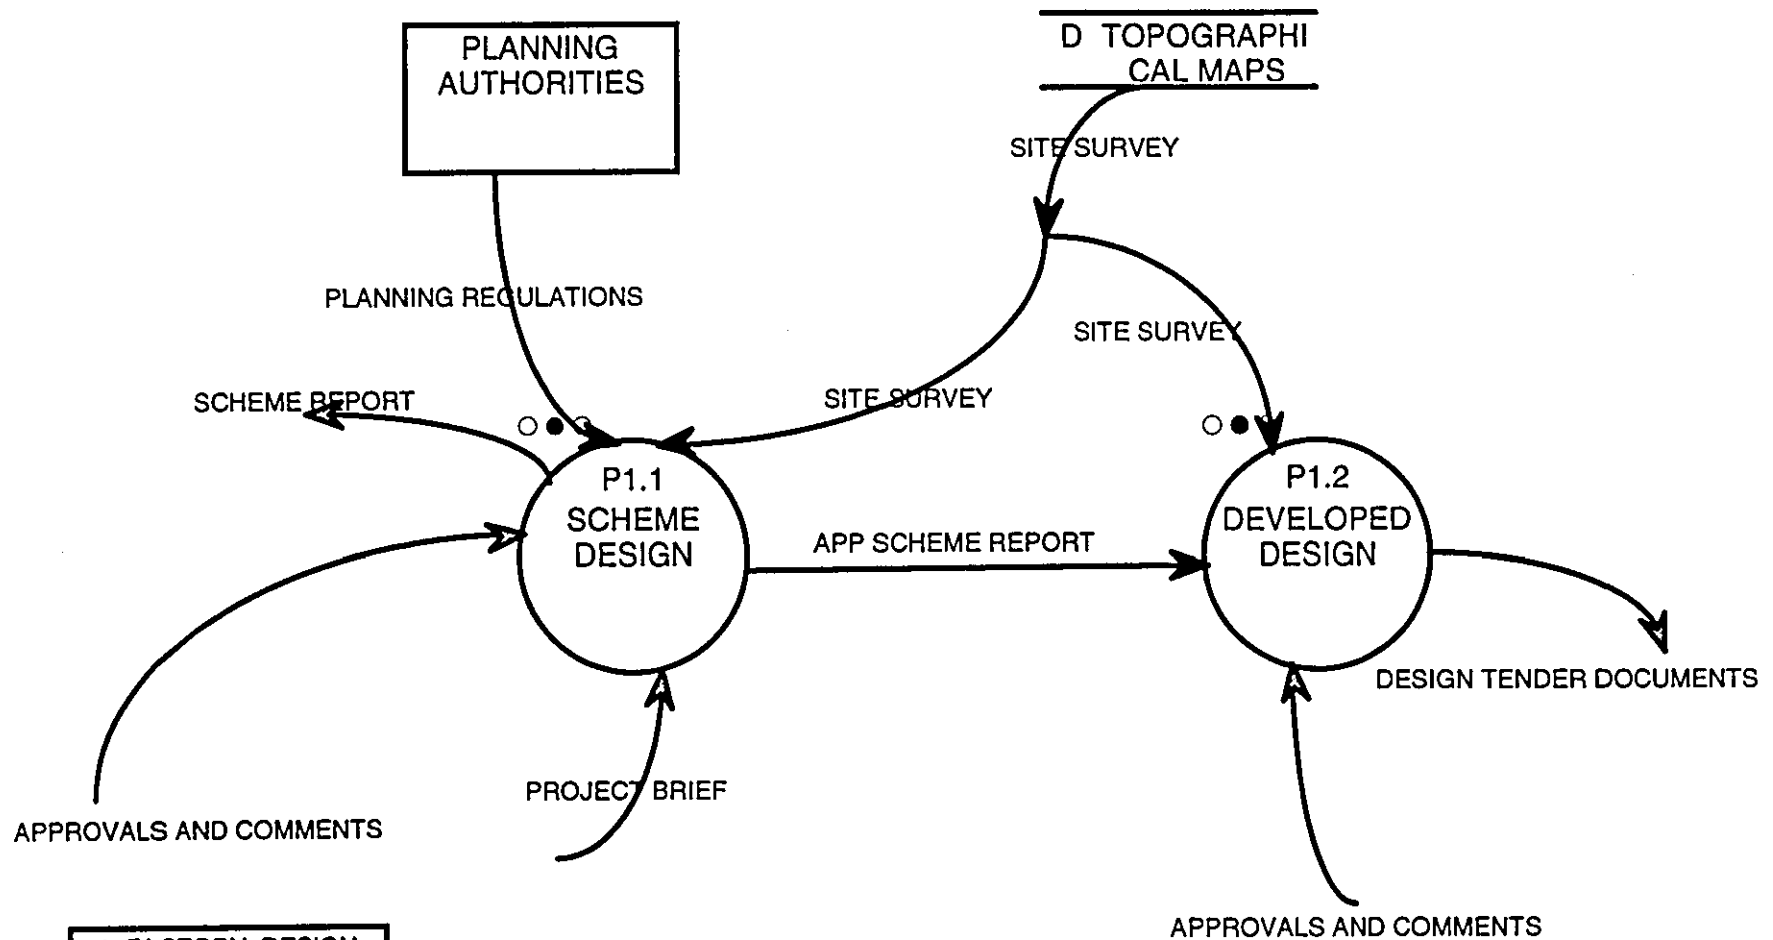 PLANNING
AUTHORITIES
D TOPOGRAPHI
CAL MAPS
SITE SURVEY
PLANNING REGULATIONS
SITE SURVEY
SCHEME REPORT
SITE SURVEY
P1.1
SCHEME
DESIGN
APP SCHEME REPORT
P1.2
DEVELOPED
DESIGN
DESIGN TENDER DOCUMENTS
PROJECT BRIEF
APPROVALS AND COMMENTS
APPROVALS AND COMMENTS
DESIGN